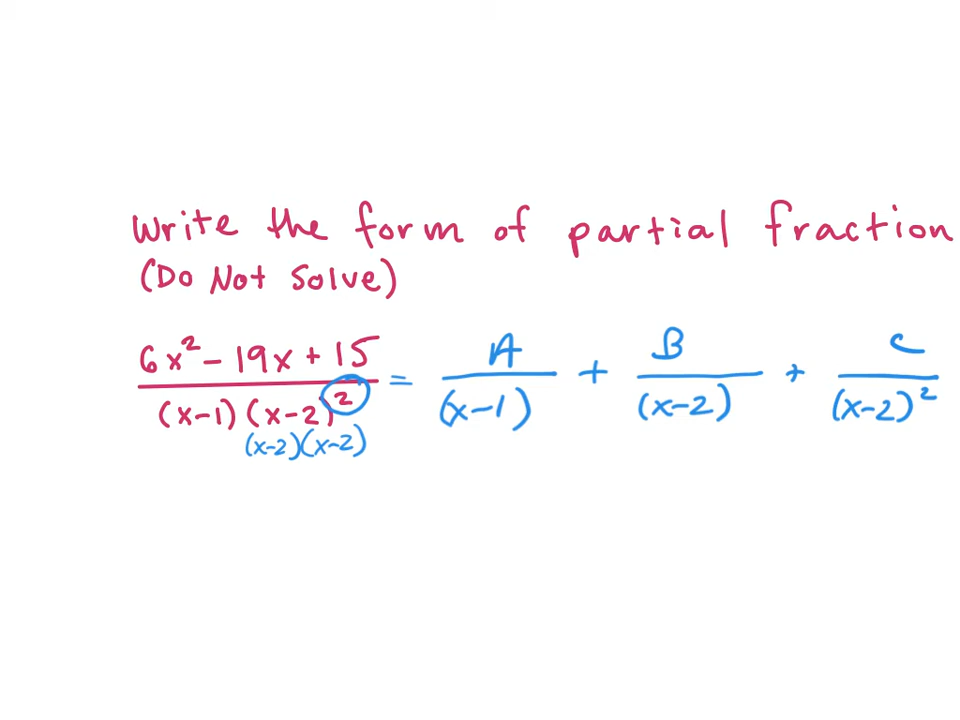 Write the form of partial fraction
(Do Not Solve)
6x² - 19x + 15 / (x-1)(x-2)² = A / (x-1) + B / (x-2) + C / (x-2)²
(x-2)(x-2)